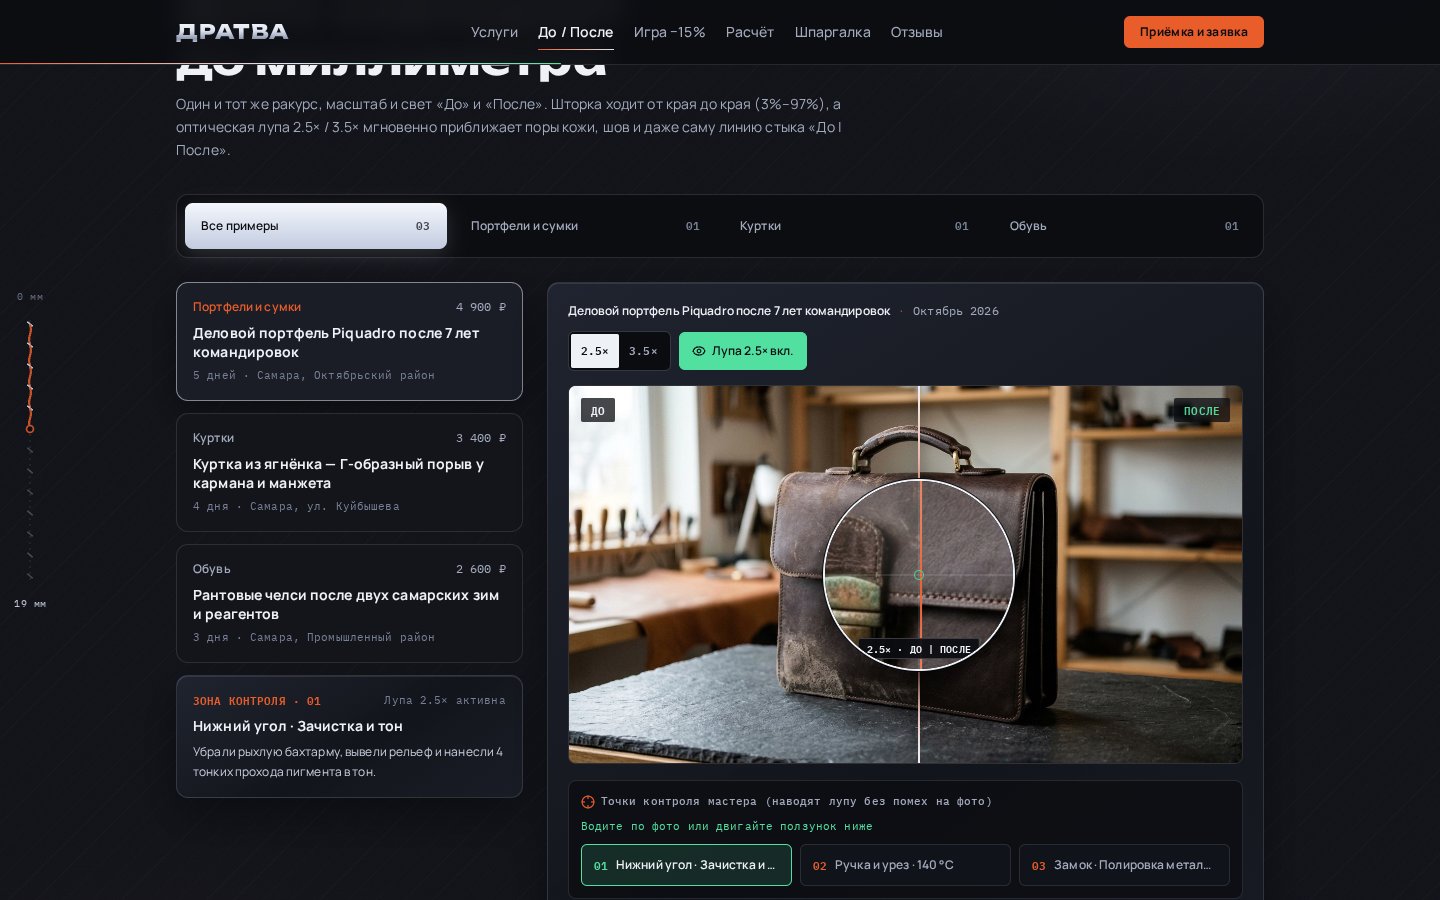 ДРАТВА
Услуги
До / После
Игра −15%
Расчёт
Шпаргалка
Отзывы
Приёмка и заявка
до миллиметра
Один и тот же ракурс, масштаб и свет «До» и «После». Шторка ходит от края до края (3%–97%), а
оптическая лупа 2.5× / 3.5× мгновенно приближает поры кожи, шов и даже саму линию стыка «До |
После».
Все примеры 03
Портфели и сумки 01
Куртки 01
Обувь 01
0 мм
19 мм
Портфели и сумки 4 900 ₽
Деловой портфель Piquadro после 7 лет
командировок
5 дней · Самара, Октябрьский район
Куртки 3 400 ₽
Куртка из ягнёнка — Г-образный порыв у
кармана и манжета
4 дня · Самара, ул. Куйбышева
Обувь 2 600 ₽
Рантовые челси после двух самарских зим
и реагентов
3 дня · Самара, Промышленный район
ЗОНА КОНТРОЛЯ · 01 Лупа 2.5× активна
Нижний угол · Зачистка и тон
Убрали рыхлую бахтарму, вывели рельеф и нанесли 4
тонких прохода пигмента в тон.
Деловой портфель Piquadro после 7 лет командировок · Октябрь 2026
2.5× 3.5× Лупа 2.5× вкл.
ДО
ПОСЛЕ
2.5× · ДО | ПОСЛЕ
Точки контроля мастера (наводят лупу без помех на фото)
Водите по фото или двигайте ползунок ниже
01 Нижний угол · Зачистка и ...
02 Ручка и урез · 140 °C
03 Замок · Полировка метал...